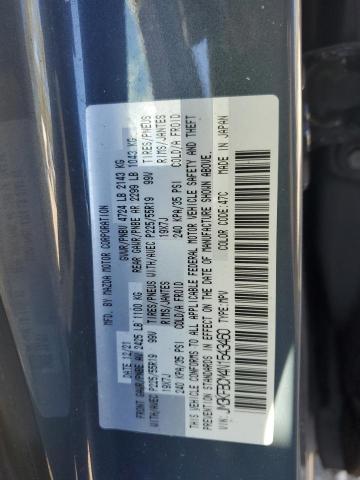 MFD. BY MAZDA MOTOR CORPORATION
DATE: 12/21 GVWR/PNBV 4724 LB 2143 KG
FRONT GAWR/PNBE AV 2425 LB 1100 KG REAR GAWR/PNBE AR 2299 LB 1043 KG
WITH/AVEC P225/55R19 99V TIRES/PNEUS WITH/AVEC P225/55R19 99V TIRES/PNEUS
19X7J RIMS/JANTES 19X7J RIMS/JANTES
240 KPA/35 PSI COLD/A FROID 240 KPA/35 PSI COLD/A FROID
THIS VEHICLE CONFORMS TO ALL APPLICABLE FEDERAL MOTOR VEHICLE SAFETY AND THEFT
PREVENTION STANDARDS IN EFFECT ON THE DATE OF MANUFACTURE SHOWN ABOVE.
VIN: TYPE: MPV COLOR CODE: 47C MADE IN JAPAN